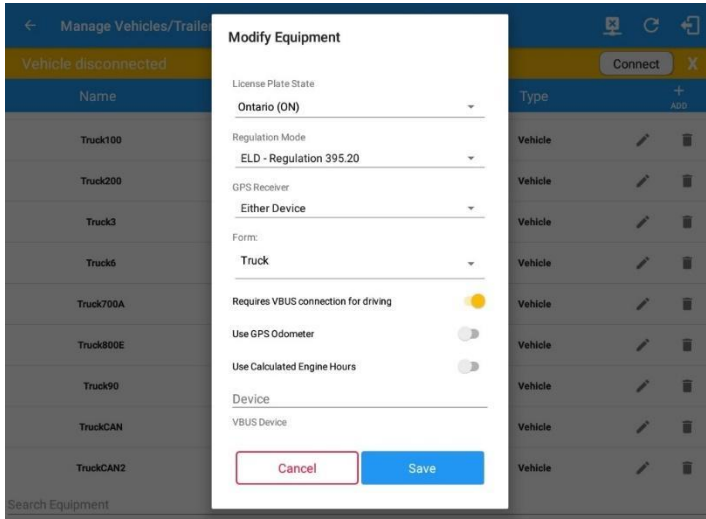 Manage Vehicles/Trailer
Vehicle disconnected
Connect X
Name
Type
ADD
Truck100
Vehicle
Truck200
Vehicle
Truck3
Vehicle
Truck6
Vehicle
Truck700A
Vehicle
Truck800E
Vehicle
Truck90
Vehicle
TruckCAN
Vehicle
TruckCAN2
Vehicle
Search Equipment
Modify Equipment
License Plate State
Ontario (ON)
Regulation Mode
ELD - Regulation 395.20
GPS Receiver
Either Device
Form:
Truck
Requires VBUS connection for driving
Use GPS Odometer
Use Calculated Engine Hours
Device
VBUS Device
Cancel
Save